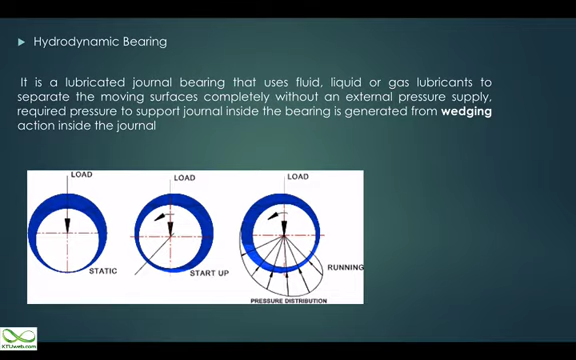 Hydrodynamic Bearing
It is a lubricated journal bearing that uses fluid, liquid or gas lubricants to
separate the moving surfaces completely without an external pressure supply,
required pressure to support journal inside the bearing is generated from wedging
action inside the journal
LOAD
LOAD
LOAD
STATIC
START UP
RUNNING
PRESSURE DISTRIBUTION
KTUweb.com